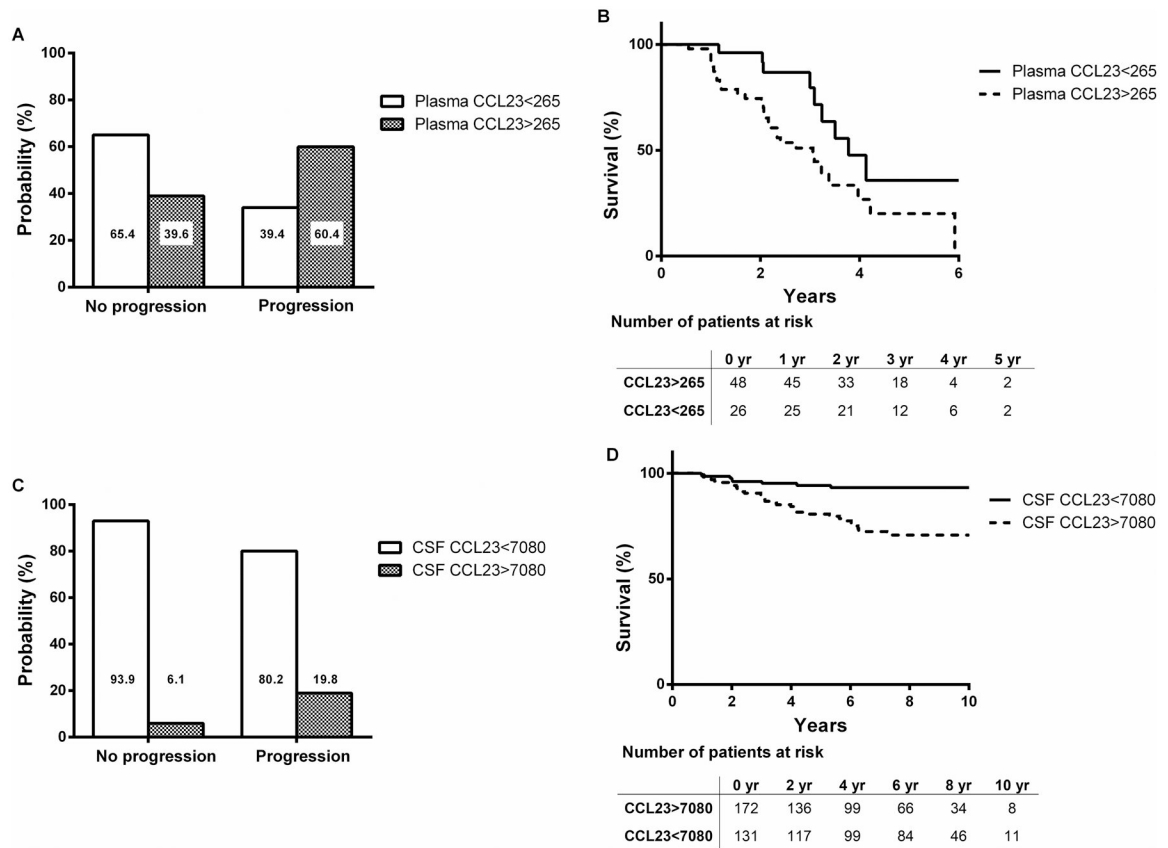 A
Probability (%)
100
80
60
40
20
0
65.4
39.6
39.4
60.4
No progression
Progression
Plasma CCL23<265
Plasma CCL23>265
B
Survival (%)
100
50
0
0 2 4 6
Years
Plasma CCL23<265
Plasma CCL23>265
Number of patients at risk
0 yr 1 yr 2 yr 3 yr 4 yr 5 yr
CCL23>265 48 45 33 18 4 2
CCL23<265 26 25 21 12 6 2
C
Probability (%)
100
80
60
40
20
0
93.9
6.1
80.2
19.8
No progression
Progression
CSF CCL23<7080
CSF CCL23>7080
D
Survival (%)
100
50
0
0 2 4 6 8 10
Years
CSF CCL23<7080
CSF CCL23>7080
Number of patients at risk
0 yr 2 yr 4 yr 6 yr 8 yr 10 yr
CCL23>7080 172 136 99 66 34 8
CCL23<7080 131 117 99 84 46 11